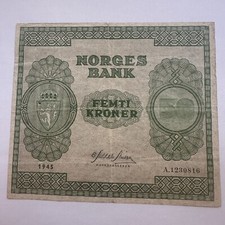 NORGES
BANK
FEMTI
KRONER
1945
A.1230816